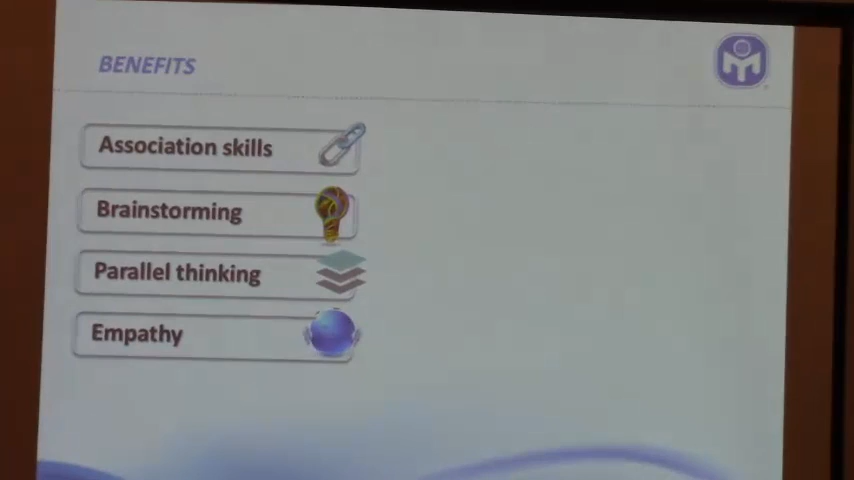 BENEFITS
Association skills
Brainstorming
Parallel thinking
Empathy